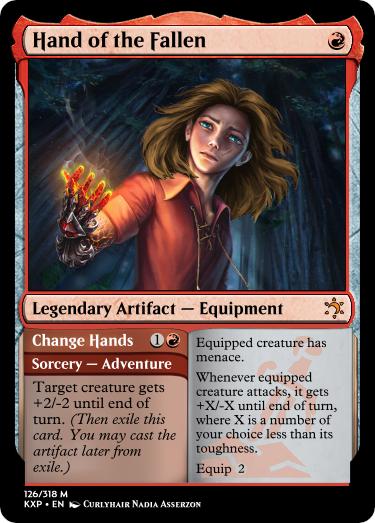 Hand of the Fallen
Legendary Artifact — Equipment
Change Hands 1
Sorcery — Adventure
Target creature gets
+2/-2 until end of
turn. (Then exile this
card. You may cast the
artifact later from
exile.)
Equipped creature has
menace.
Whenever equipped
creature attacks, it gets
+X/-X until end of turn,
where X is a number of
your choice less than its
toughness.
Equip 2
126/318 M
KXP • EN CURLYHAIR NADIA ASSERZON